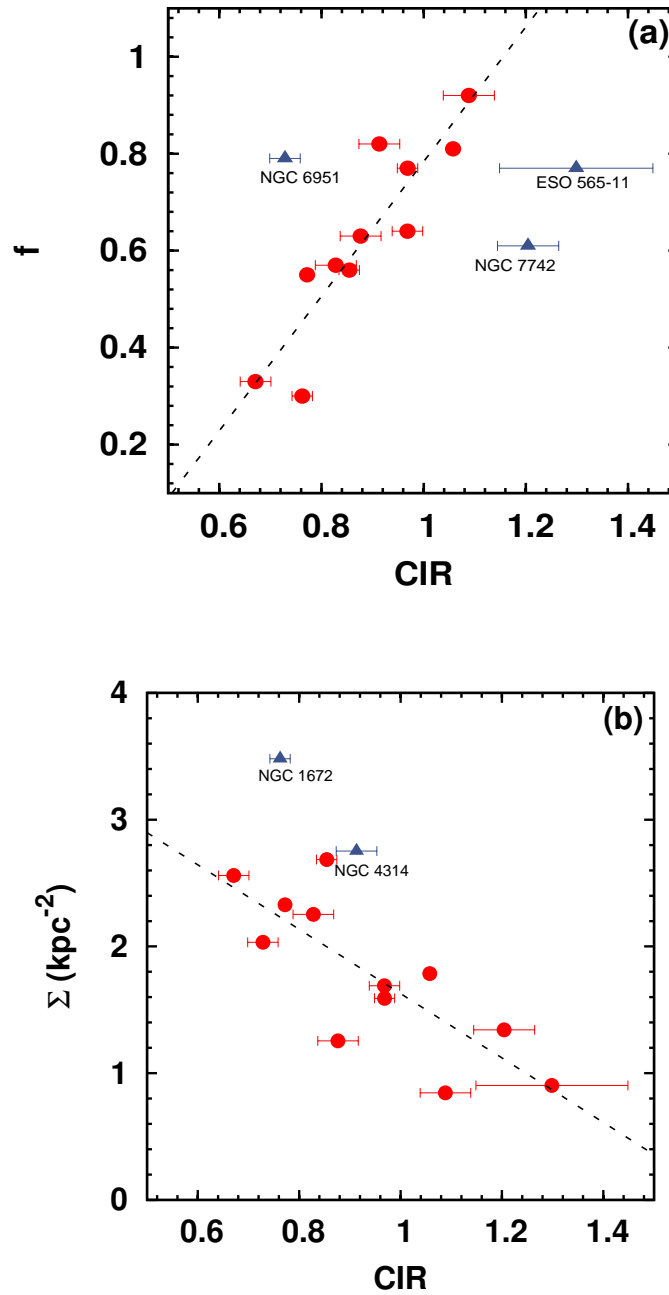 (a)
1
0.8
0.6
0.4
0.2
f
NGC 6951
ESO 565-11
NGC 7742
0.6 0.8 1 1.2 1.4
CIR
(b)
4
3
2
1
0
Σ (kpc⁻²)
NGC 1672
NGC 4314
0.6 0.8 1 1.2 1.4
CIR